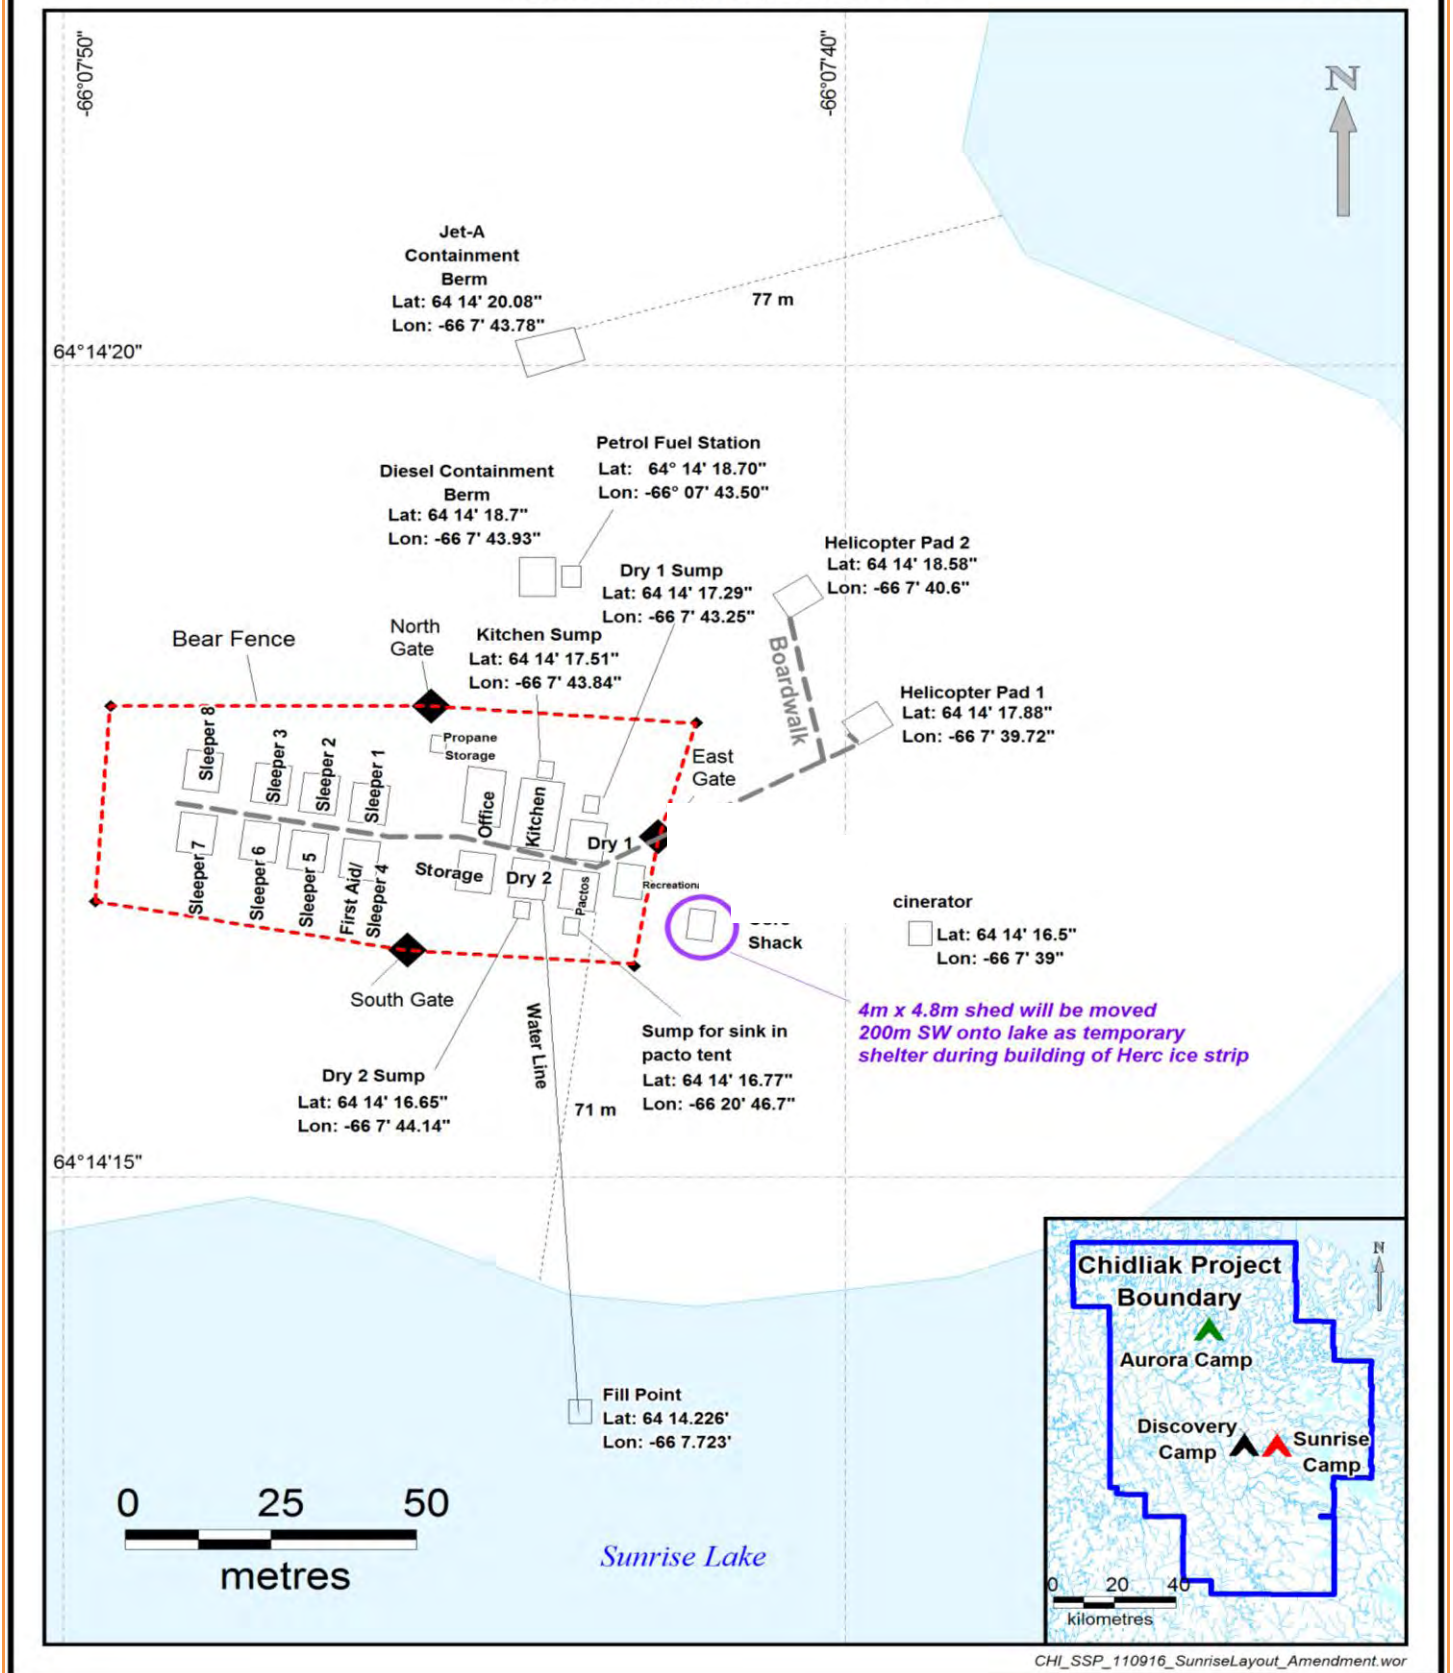 -66°07'50"
-66°07'40"
N
Jet-A
Containment
Berm
Lat: 64 14' 20.08"
Lon: -66 7' 43.78"
77 m
64°14'20"
Petrol Fuel Station
Lat: 64° 14' 18.70"
Lon: -66° 07' 43.50"
Diesel Containment
Berm
Lat: 64 14' 18.7"
Lon: -66 7' 43.93"
Helicopter Pad 2
Lat: 64 14' 18.58"
Lon: -66 7' 40.6"
Dry 1 Sump
Lat: 64 14' 17.29"
Lon: -66 7' 43.25"
Bear Fence
North
Gate
Kitchen Sump
Lat: 64 14' 17.51"
Lon: -66 7' 43.84"
Boardwalk
Helicopter Pad 1
Lat: 64 14' 17.88"
Lon: -66 7' 39.72"
Sleeper 8
Sleeper 3
Sleeper 2
Sleeper 1
Propane
Storage
East
Gate
Office
Kitchen
Dry 1
Sleeper 7
Sleeper 6
Sleeper 5
First Aid/
Sleeper 4
Storage
Dry 2
Pactos
Recreation
Shack
cinerator
Lat: 64 14' 16.5"
Lon: -66 7' 39"
South Gate
4m x 4.8m shed will be moved
200m SW onto lake as temporary
shelter during building of Herc ice strip
Water Line
Sump for sink in
pacto tent
Lat: 64 14' 16.77"
Lon: -66 20' 46.7"
Dry 2 Sump
Lat: 64 14' 16.65"
Lon: -66 7' 44.14"
71 m
64°14'15"
Fill Point
Lat: 64 14.226'
Lon: -66 7.723'
0 25 50
metres
Sunrise Lake
N
Chidliak Project
Boundary
Aurora Camp
Discovery
Camp
Sunrise
Camp
0 20 40
kilometres
CHI_SSP_110916_SunriseLayout_Amendment.wor